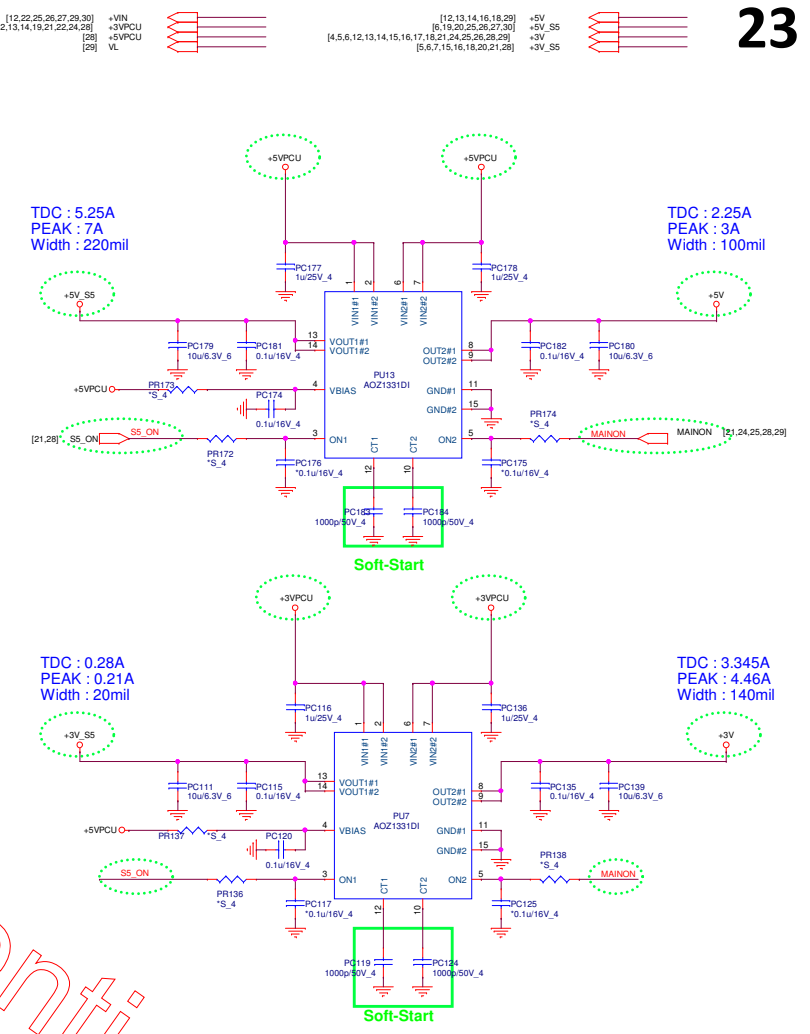 [12,22,25,26,27,29,30] +VIN
2,13,14,19,21,22,24,28] +3VPCU
[28] +5VPCU
[29] VL
[12,13,14,16,18,29] +5V
[6,19,20,25,26,27,30] +5V_S5
[4,5,6,12,13,14,15,16,17,18,21,24,25,26,28,29] +3V
[5,6,7,15,16,18,20,21,28] +3V_S5
23
+5VPCU
+5VPCU
TDC : 5.25A
PEAK : 7A
Width : 220mil
TDC : 2.25A
PEAK : 3A
Width : 100mil
PC177
1u/25V_4
PC178
1u/25V_4
1
2
6
7
VIN1#1
VIN1#2
VIN2#1
VIN2#2
+5V_S5
+5V
PC179
10u/6.3V_6
PC181
0.1u/16V_4
13
14
VOUT1#1
VOUT1#2
OUT2#1
OUT2#2
8
9
PC182
0.1u/16V_4
PC180
10u/6.3V_6
PU13
AOZ1331DI
+5VPCU
PR173
*S_4
PC174
0.1u/16V_4
4
VBIAS
GND#1
11
GND#2
15
[21,28] S5_ON
S5_ON
PR172
*S_4
PC176
*0.1u/16V_4
3
ON1
CT1
CT2
ON2
5
PR174
*S_4
PC175
*0.1u/16V_4
MAINON
MAINON [21,24,25,28,29]
12
10
PC183
1000p/50V_4
PC184
1000p/50V_4
Soft-Start
+3VPCU
+3VPCU
TDC : 0.28A
PEAK : 0.21A
Width : 20mil
TDC : 3.345A
PEAK : 4.46A
Width : 140mil
PC116
1u/25V_4
PC136
1u/25V_4
1
2
6
7
VIN1#1
VIN1#2
VIN2#1
VIN2#2
+3V_S5
+3V
PC111
10u/6.3V_6
PC115
0.1u/16V_4
13
14
VOUT1#1
VOUT1#2
OUT2#1
OUT2#2
8
9
PC135
0.1u/16V_4
PC139
10u/6.3V_6
PU7
AOZ1331DI
+5VPCU
PR137
*S_4
PC120
0.1u/16V_4
4
VBIAS
GND#1
11
GND#2
15
S5_ON
PR136
*S_4
PC117
*0.1u/16V_4
3
ON1
CT1
CT2
ON2
5
PR138
*S_4
PC125
*0.1u/16V_4
MAINON
12
10
PC119
1000p/50V_4
PC124
1000p/50V_4
Soft-Start
onti